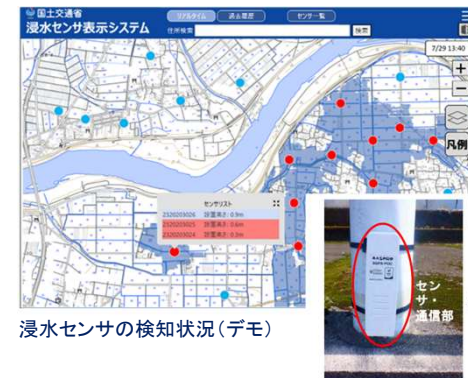 国土交通省
浸水センサ表示システム
リアルタイム
過去履歴
センサ一覧
住所検索
検索
7/29 13:40
+
−
凡例
センサリスト
2320203026 設置高さ: 0.9m
2320203025 設置高さ: 0.6m
2320203024 設置高さ: 0.3m
セン
サ・
通信部
浸水センサの検知状況（デモ）